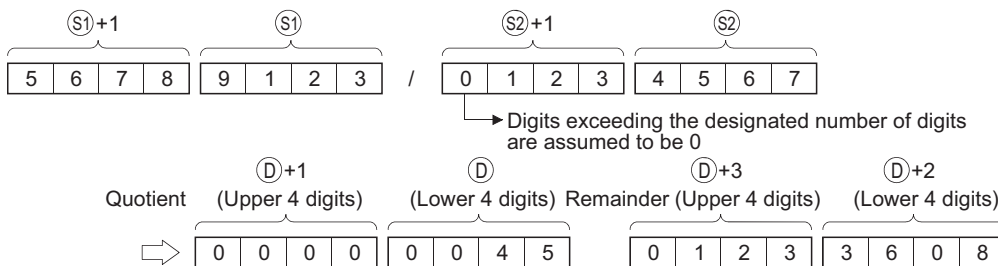 S1+1 S1 S2+1 S2
5 6 7 8 9 1 2 3 / 0 1 2 3 4 5 6 7
Digits exceeding the designated number of digits
are assumed to be 0
D+1 D D+3 D+2
Quotient (Upper 4 digits) (Lower 4 digits) Remainder (Upper 4 digits) (Lower 4 digits)
0 0 0 0 0 0 4 5 0 1 2 3 3 6 0 8